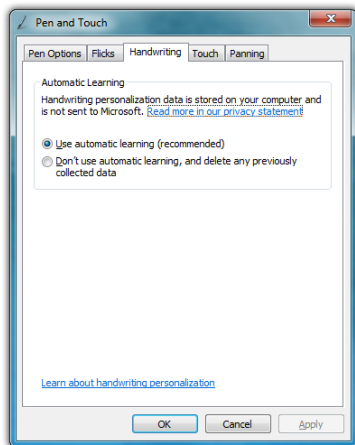 Pen and Touch
Pen Options Flicks Handwriting Touch Panning
Automatic Learning
Handwriting personalization data is stored on your computer and
is not sent to Microsoft. Read more in our privacy statement
Use automatic learning (recommended)
Don't use automatic learning, and delete any previously
collected data
Learn about handwriting personalization
OK Cancel Apply